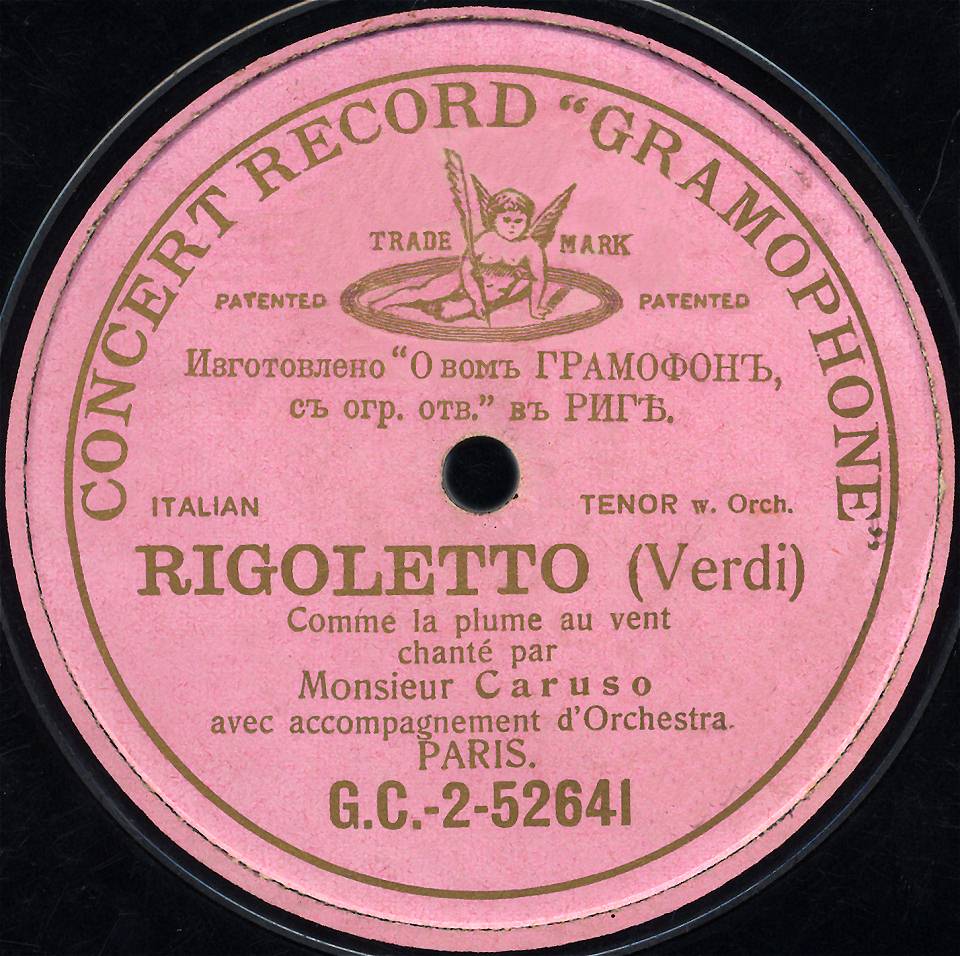 CONCERT RECORD "GRAMOPHONE"
TRADE MARK
PATENTED PATENTED
Изготовлено "О вомъ ГРАМОФОНЪ,
съ огр. отв." въ РИГѢ.
ITALIAN TENOR w. Orch.
RIGOLETTO (Verdi)
Comme la plume au vent
chanté par
Monsieur Caruso
avec accompagnement d'Orchestra.
PARIS.
G.C.-2-52641